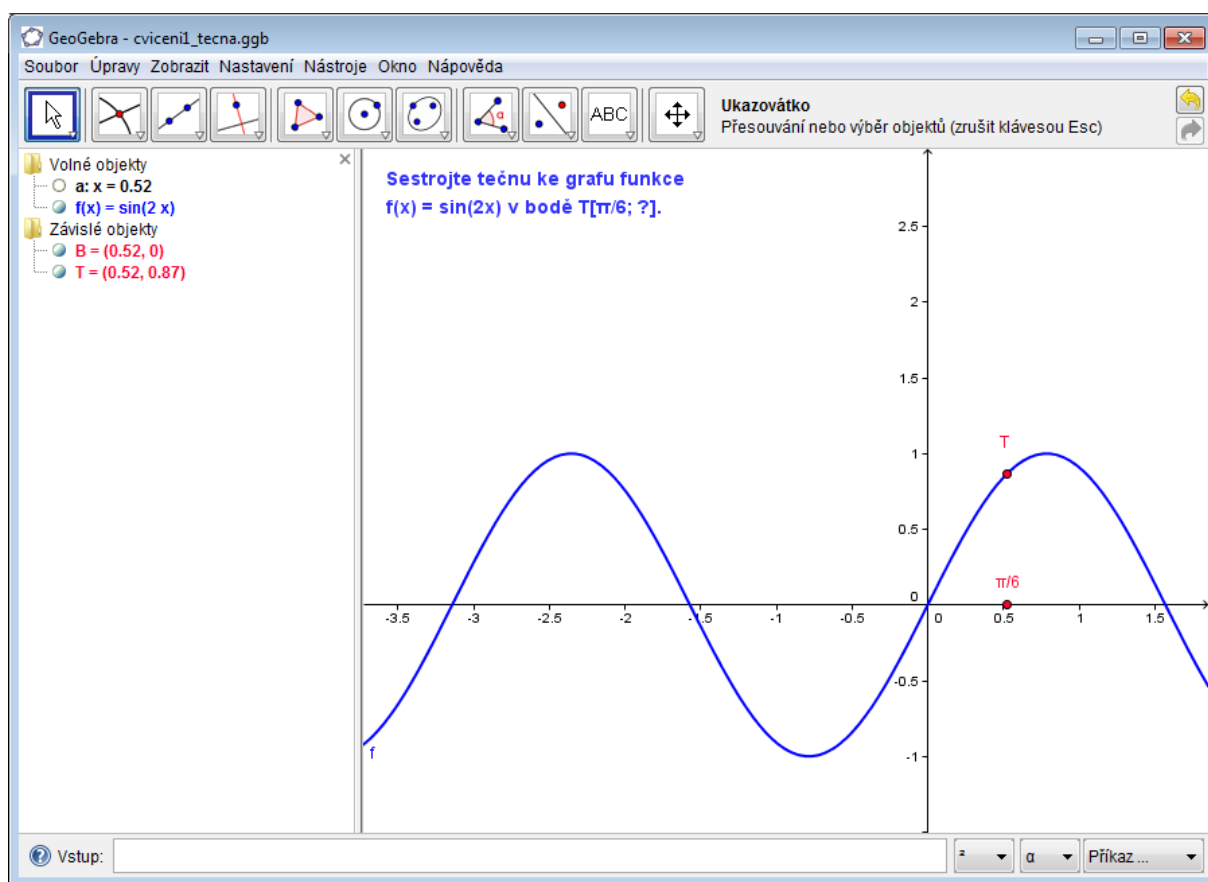 GeoGebra - cviceni1_tecna.ggb
Soubor Úpravy Zobrazit Nastavení Nástroje Okno Nápověda
α
ABC
Ukazovátko
Přesouvání nebo výběr objektů (zrušit klávesou Esc)
Volné objekty
a: x = 0.52
f(x) = sin(2 x)
Závislé objekty
B = (0.52, 0)
T = (0.52, 0.87)
Sestrojte tečnu ke grafu funkce
f(x) = sin(2x) v bodě T[π/6; ?].
2.5
2
1.5
T
1
0.5
π/6
0
-3.5 -3 -2.5 -2 -1.5 -1 -0.5 0 0.5 1 1.5
-0.5
f
-1
Vstup:
²
α
Příkaz ...